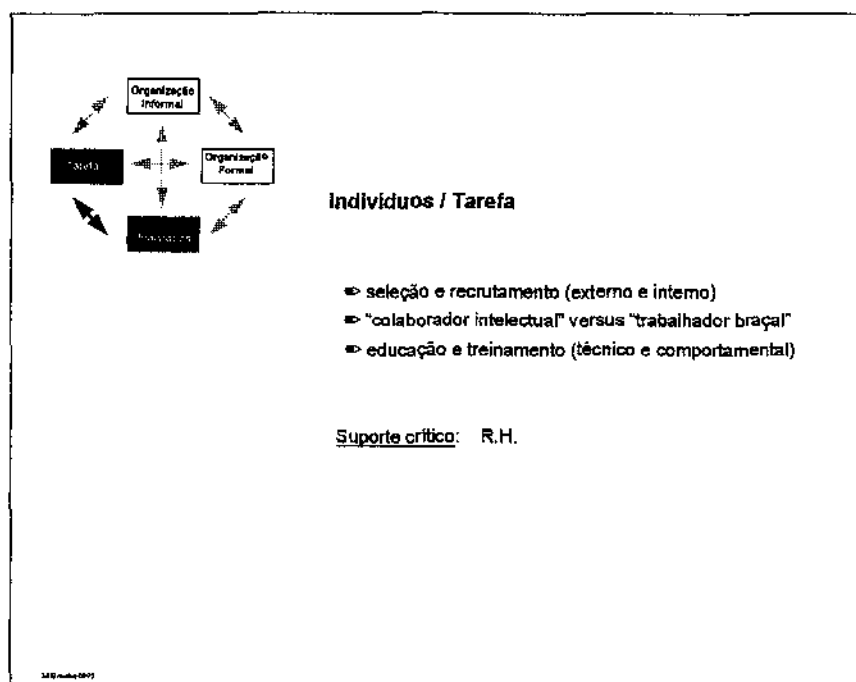 Organização
Informal
Tarefa
Organização
Formal
Indivíduos / Tarefa
seleção e recrutamento (externo e interno)
"colaborador intelectual" versus "trabalhador braçal"
educação e treinamento (técnico e comportamental)
Suporte crítico: R.H.